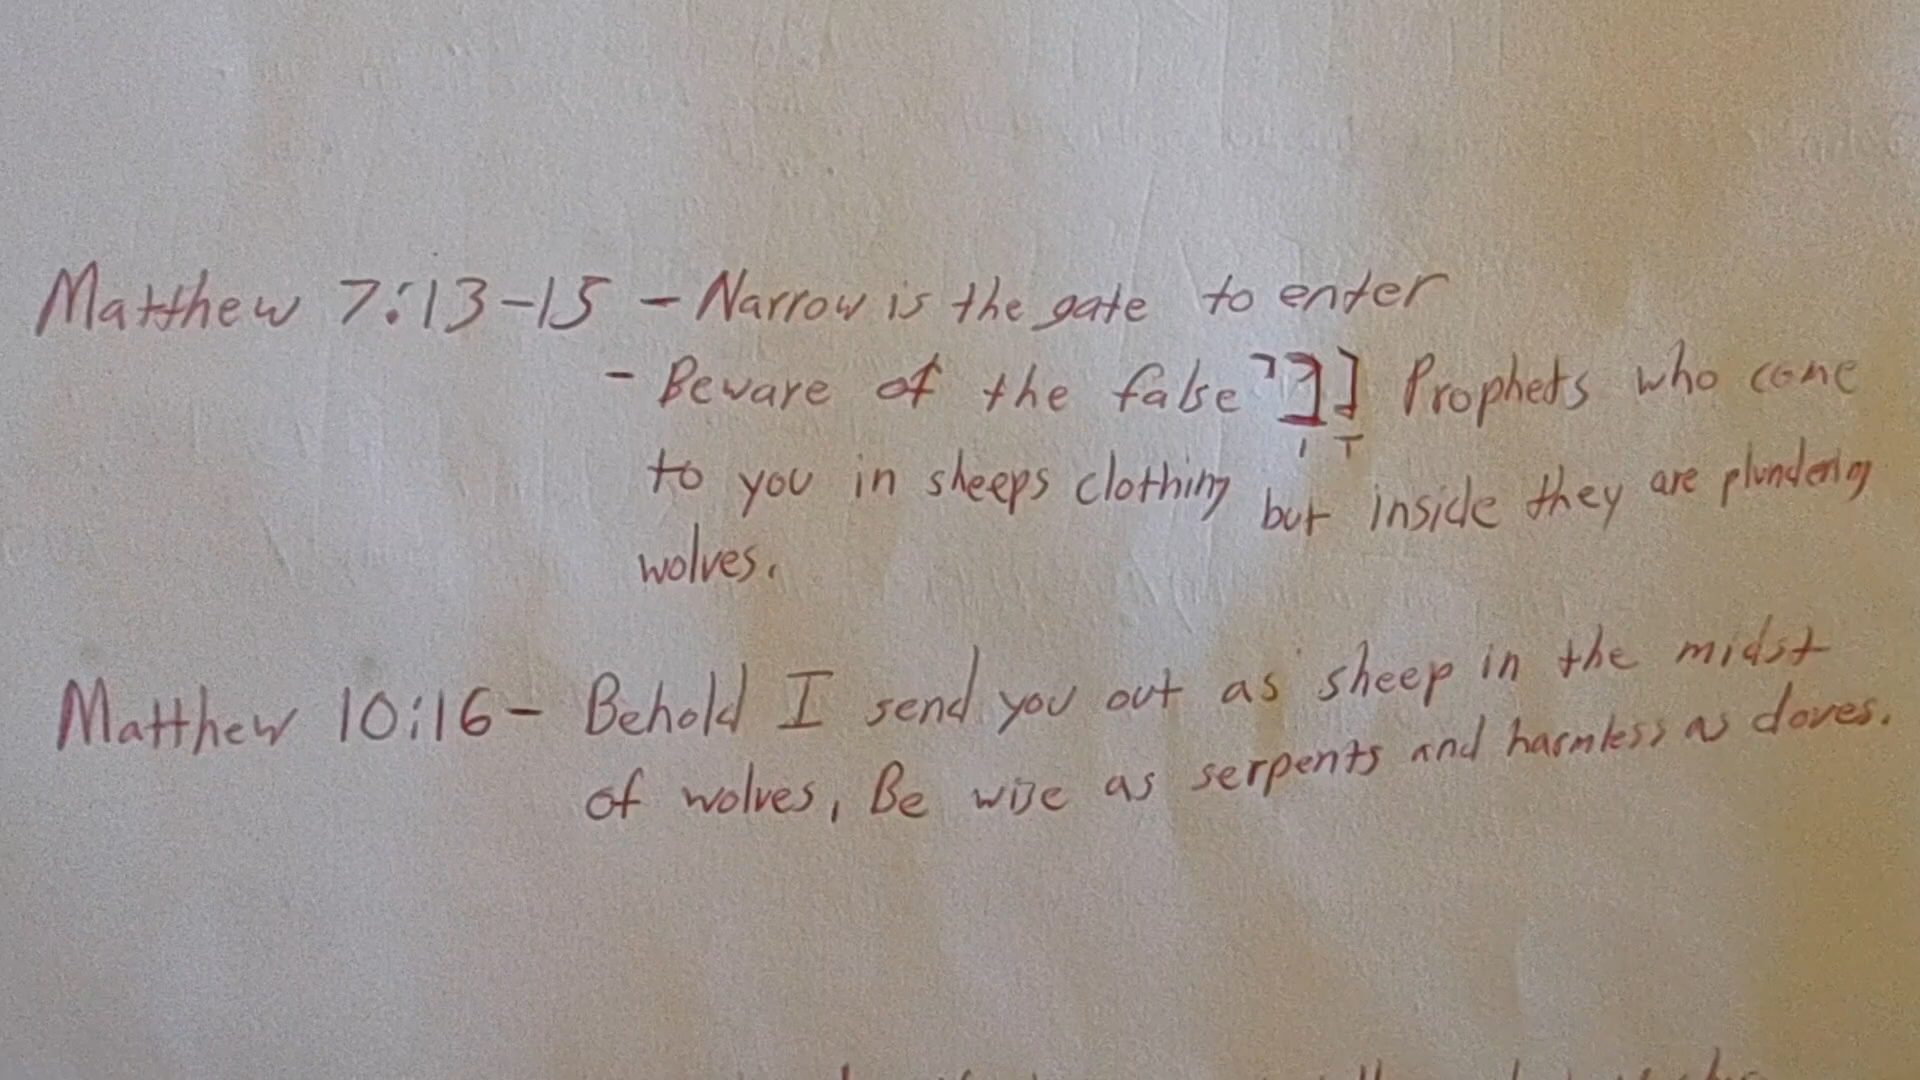 Matthew 7:13-15 - Narrow is the gate to enter
- Beware of the false Prophets who come
to you in sheeps clothing but inside they are plundering
wolves.
Matthew 10:16 - Behold I send you out as sheep in the midst
of wolves, Be wise as serpents and harmless as doves.